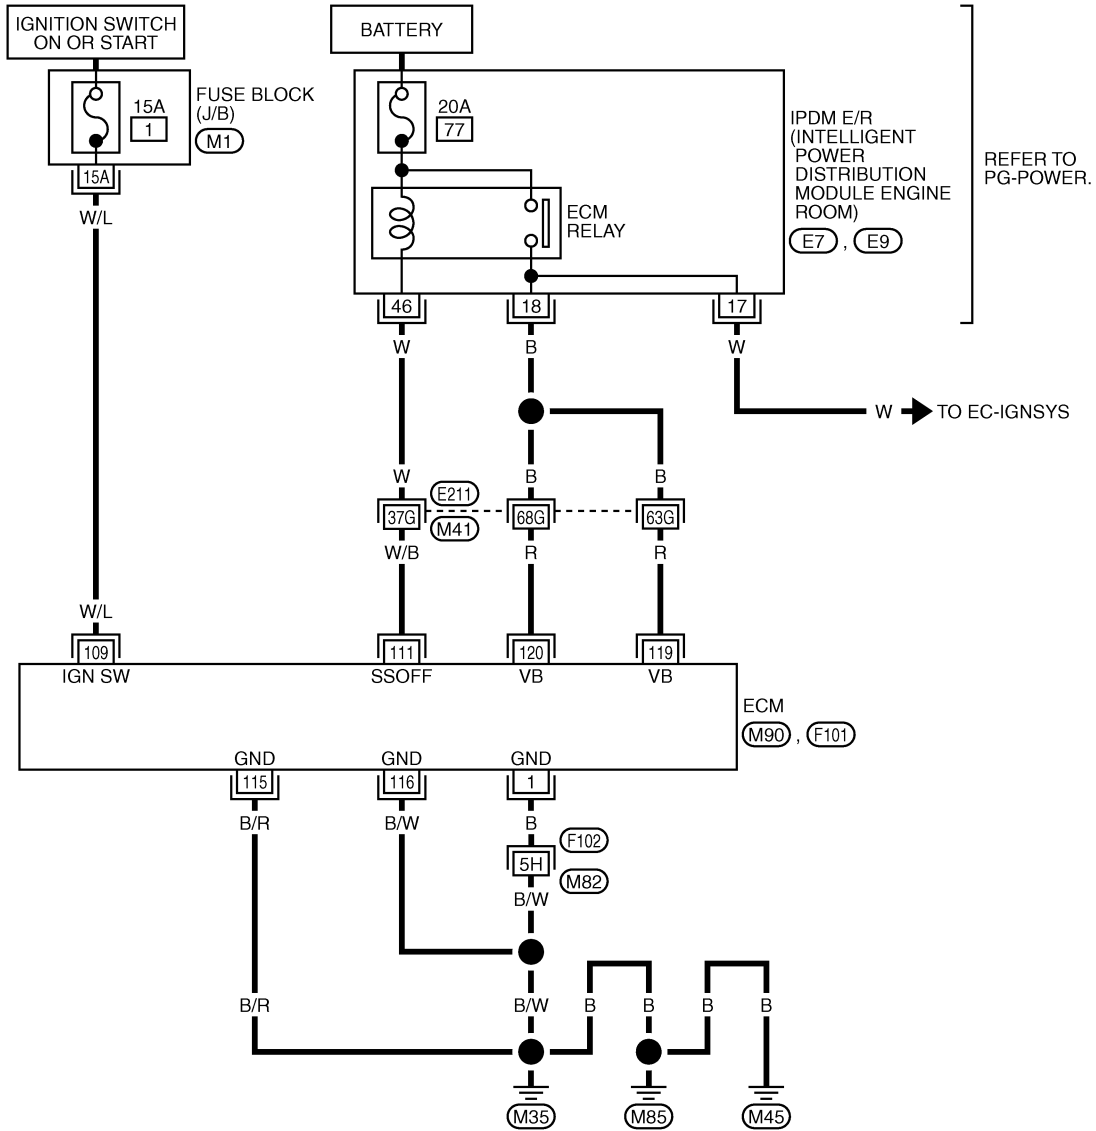 IGNITION SWITCH
ON OR START
BATTERY
FUSE BLOCK
(J/B)
M1
15A
1
15A
20A
77
IPDM E/R
(INTELLIGENT
POWER
DISTRIBUTION
MODULE ENGINE
ROOM)
E7 , E9
REFER TO
PG-POWER.
ECM
RELAY
46
18
17
W/L
W
B
W
W TO EC-IGNSYS
W
B
B
E211
37G
68G
63G
M41
W/B
R
R
W/L
109
111
120
119
IGN SW
SSOFF
VB
VB
ECM
M90 , F101
GND
GND
GND
115
116
1
B/R
B/W
B
F102
5H
M82
B/W
B/R
B/W
B
B
B
B
M35
M85
M45